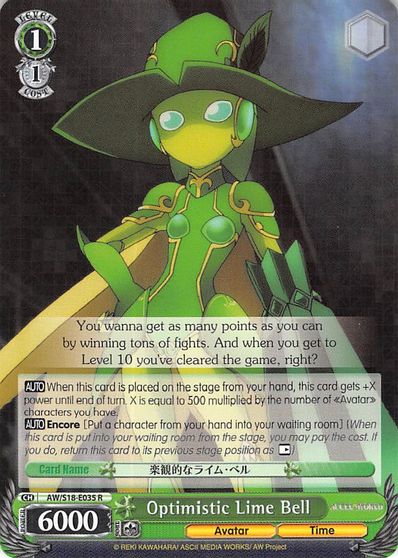 LEVEL
1
1
COST
You wanna get as many points as you can
by winning tons of fights. And when you get to
Level 10 you've cleared the game, right?
AUTO When this card is placed on the stage from your hand, this card gets +X
power until end of turn. X is equal to 500 multiplied by the number of «Avatar»
characters you have.
AUTO Encore [Put a character from your hand into your waiting room] (When
this card is put into your waiting room from the stage, you may pay the cost. If
you do, return this card to its previous stage position as
Card Name 楽観的なライム・ベル
CH AW/S18-E035 R
POWER 6000 Optimistic Lime Bell ACCEL WORLD
Avatar Time
© REKI KAWAHARA/ ASCII MEDIA WORKS/ AW Project